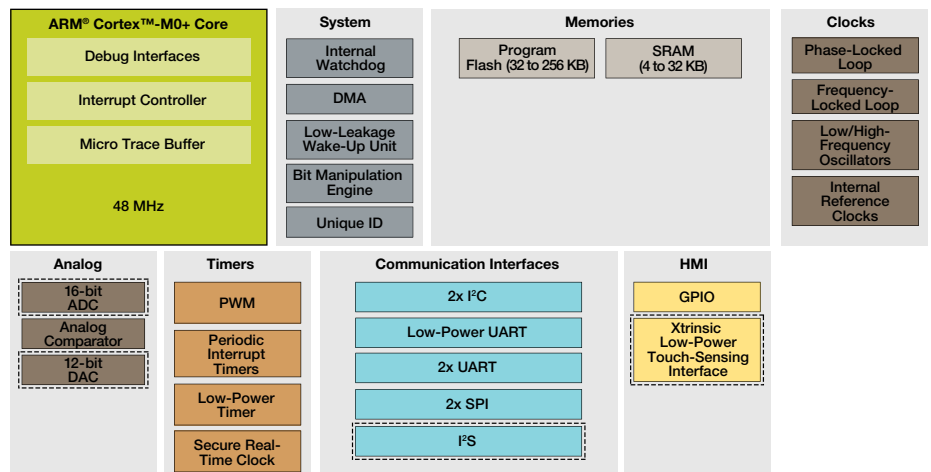 ARM® Cortex™-M0+ Core
Debug Interfaces
Interrupt Controller
Micro Trace Buffer
48 MHz
System
Internal
Watchdog
DMA
Low-Leakage
Wake-Up Unit
Bit Manipulation
Engine
Unique ID
Memories
Program
Flash (32 to 256 KB)
SRAM
(4 to 32 KB)
Clocks
Phase-Locked
Loop
Frequency-
Locked Loop
Low/High-
Frequency
Oscillators
Internal
Reference
Clocks
Analog
16-bit
ADC
Analog
Comparator
12-bit
DAC
Timers
PWM
Periodic
Interrupt
Timers
Low-Power
Timer
Secure Real-
Time Clock
Communication Interfaces
2x I²C
Low-Power UART
2x UART
2x SPI
I²S
HMI
GPIO
Xtrinsic
Low-Power
Touch-Sensing
Interface